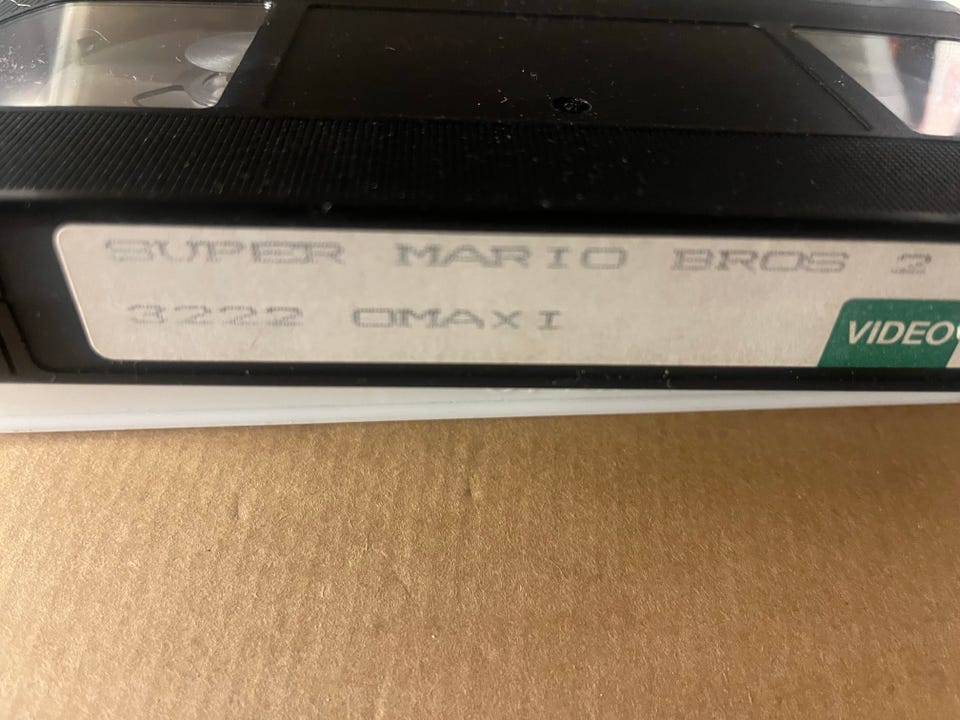 SUPER MARIO BROS 2
3222 OMAXI
VIDEO